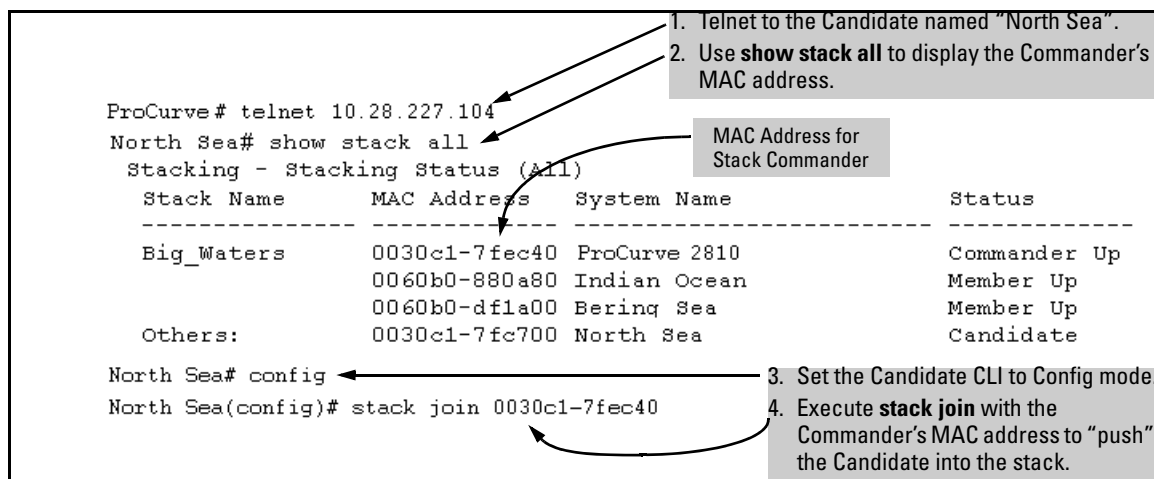 1. Telnet to the Candidate named “North Sea”.
2. Use show stack all to display the Commander’s
MAC address.
ProCurve# telnet 10.28.227.104
North Sea# show stack all
MAC Address for
Stack Commander
Stacking - Stacking Status (All)
Stack Name MAC Address System Name Status
--------------- ------------- ------------------------- -------------
Big_Waters 0030c1-7fec40 ProCurve 2810 Commander Up
0060b0-880a80 Indian Ocean Member Up
0060b0-df1a00 Bering Sea Member Up
Others: 0030c1-7fc700 North Sea Candidate
North Sea# config
North Sea(config)# stack join 0030c1-7fec40
3. Set the Candidate CLI to Config mode.
4. Execute stack join with the
Commander’s MAC address to “push”
the Candidate into the stack.